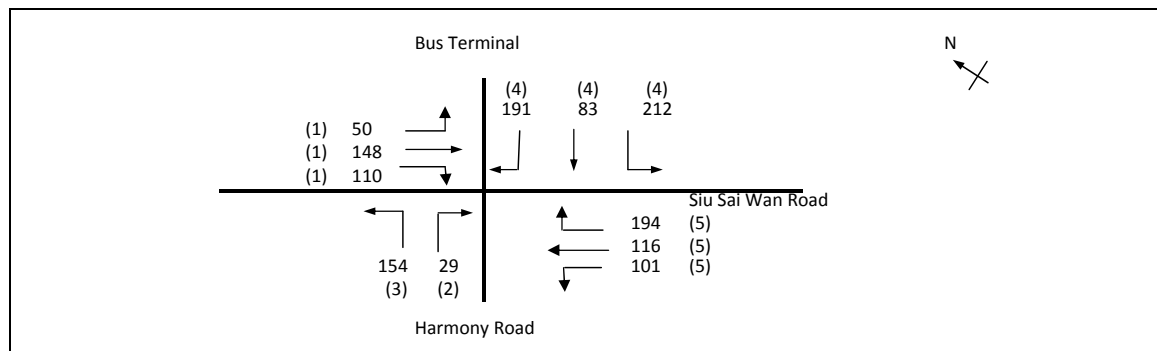 Bus Terminal
N
(4) (4) (4)
191 83 212
(1) 50
(1) 148
(1) 110
Siu Sai Wan Road
194 (5)
116 (5)
101 (5)
154 29
(3) (2)
Harmony Road